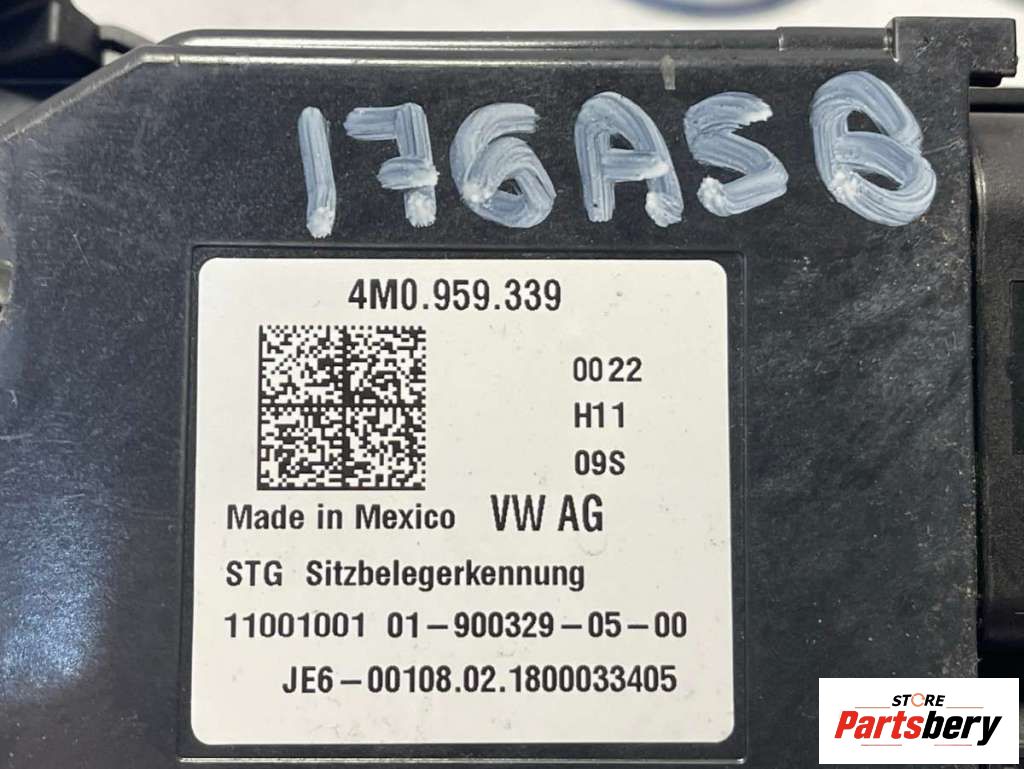 176ASB
4M0.959.339
0022
H11
09S
Made in Mexico VW AG
STG Sitzbelegerkennung
11001001 01-900329-05-00
JE6-00108.02.1800033405
STORE
Partsbery